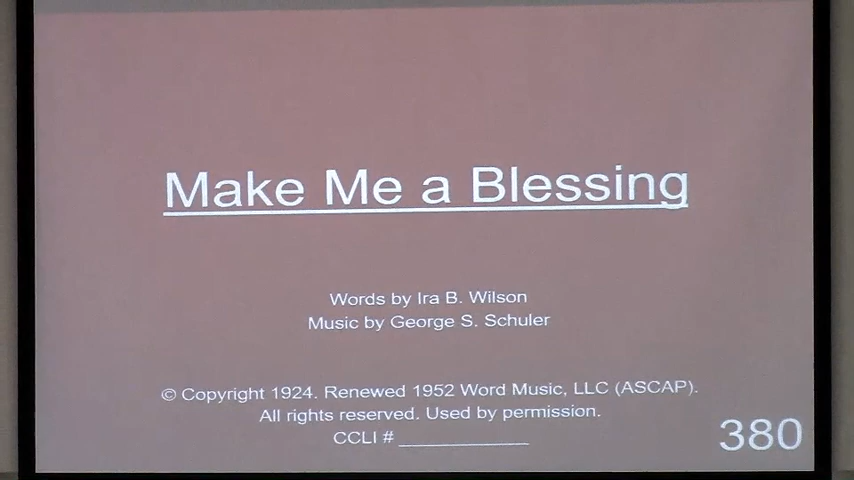 Make Me a Blessing
Words by Ira B. Wilson
Music by George S. Schuler
© Copyright 1924. Renewed 1952 Word Music, LLC (ASCAP).
All rights reserved. Used by permission.
CCLI # _______________
380